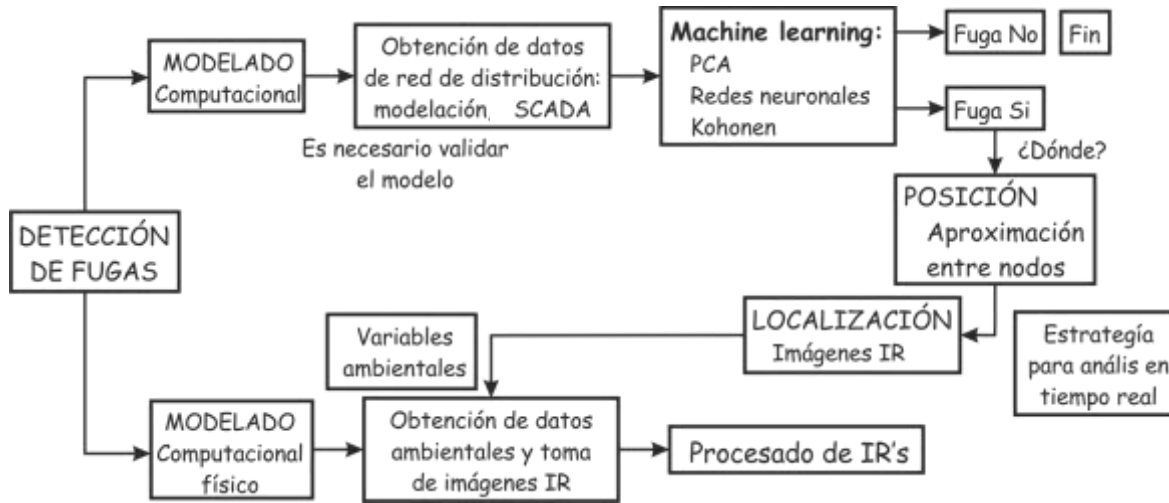 MODELADO
Computacional
Obtención de datos
de red de distribución:
modelación, SCADA
Es necesario validar
el modelo
Machine learning:
PCA
Redes neuronales
Kohonen
Fuga No
Fin
Fuga Si
¿Dónde?
POSICIÓN
Aproximación
entre nodos
DETECCIÓN
DE FUGAS
LOCALIZACIÓN
Imágenes IR
Estrategía
para anális en
tiempo real
Variables
ambientales
MODELADO
Computacional
físico
Obtención de datos
ambientales y toma
de imágenes IR
Procesado de IR's